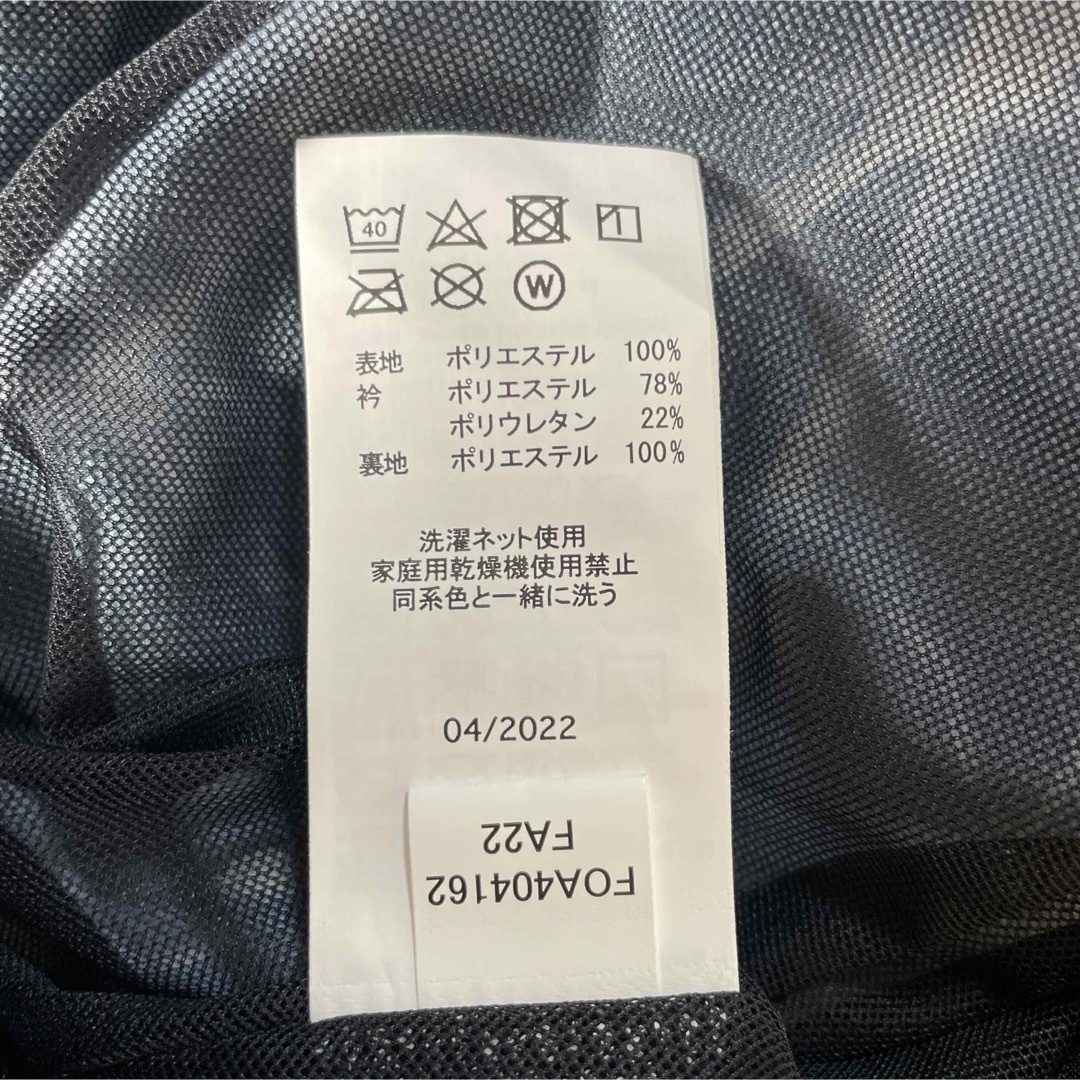 40
W
表地 ポリエステル 100%
衿 ポリエステル 78%
ポリウレタン 22%
裏地 ポリエステル 100%
洗濯ネット使用
家庭用乾燥機使用禁止
同系色と一緒に洗う
04/2022
FOA404162
FA22